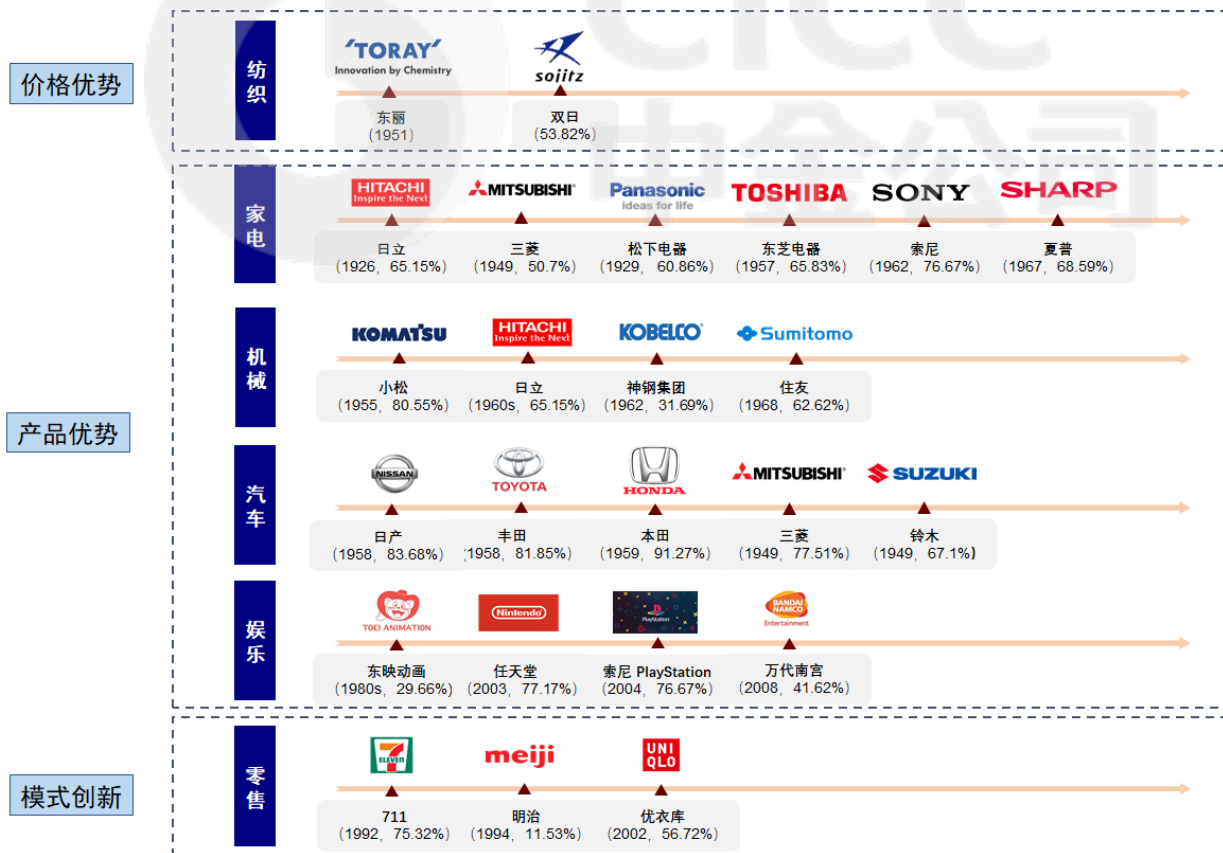 CICC
中金公司
价格优势
纺织
'TORAY'
Innovation by Chemistry
sojitz
东丽
(1951)
双日
(53.82%)
产品优势
家电
HITACHI
Inspire the Next
MITSUBISHI
Panasonic
ideas for life
TOSHIBA
SONY
SHARP
日立
(1926, 65.15%)
三菱
(1949, 50.7%)
松下电器
(1929, 60.86%)
东芝电器
(1957, 65.83%)
索尼
(1962, 76.67%)
夏普
(1967, 68.59%)
机械
KOMATSU
HITACHI
Inspire the Next
KOBELCO
Sumitomo
小松
(1955, 80.55%)
日立
(1960s, 65.15%)
神钢集团
(1962, 31.69%)
住友
(1968, 62.62%)
汽车
NISSAN
TOYOTA
HONDA
MITSUBISHI
SUZUKI
日产
(1958, 83.68%)
丰田
(1958, 81.85%)
本田
(1959, 91.27%)
三菱
(1949, 77.51%)
铃木
(1949, 67.1%)
娱乐
TOEI ANIMATION
Nintendo
PlayStation
BANDAI
NAMCO
Entertainment
东映动画
(1980s, 29.66%)
任天堂
(2003, 77.17%)
索尼 PlayStation
(2004, 76.67%)
万代南宫
(2008, 41.62%)
模式创新
零售
7
ELEVEN
meiji
UNI
QLO
711
(1992, 75.32%)
明治
(1994, 11.53%)
优衣库
(2002, 56.72%)